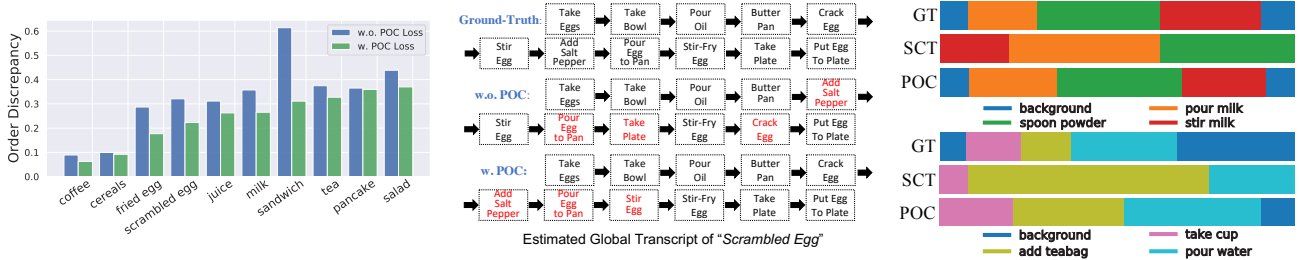 Order Discrepancy
0.6
0.5
0.4
0.3
0.2
0.1
0.0
w.o. POC Loss
w. POC Loss
coffee
cereals
fried egg
scrambled egg
juice
milk
sandwich
tea
pancake
salad
Ground-Truth:
Take Eggs
Take Bowl
Pour Oil
Butter Pan
Crack Egg
Stir Egg
Add Salt Pepper
Pour Egg to Pan
Stir-Fry Egg
Take Plate
Put Egg To Plate
w.o. POC:
Take Eggs
Take Bowl
Pour Oil
Butter Pan
Add Salt Pepper
Stir Egg
Pour Egg to Pan
Take Plate
Stir-Fry Egg
Crack Egg
Put Egg To Plate
w. POC:
Take Eggs
Take Bowl
Pour Oil
Butter Pan
Crack Egg
Add Salt Pepper
Pour Egg to Pan
Stir Egg
Stir-Fry Egg
Take Plate
Put Egg To Plate
Estimated Global Transcript of “Scrambled Egg”
GT
SCT
POC
background
pour milk
spoon powder
stir milk
GT
SCT
POC
background
take cup
add teabag
pour water